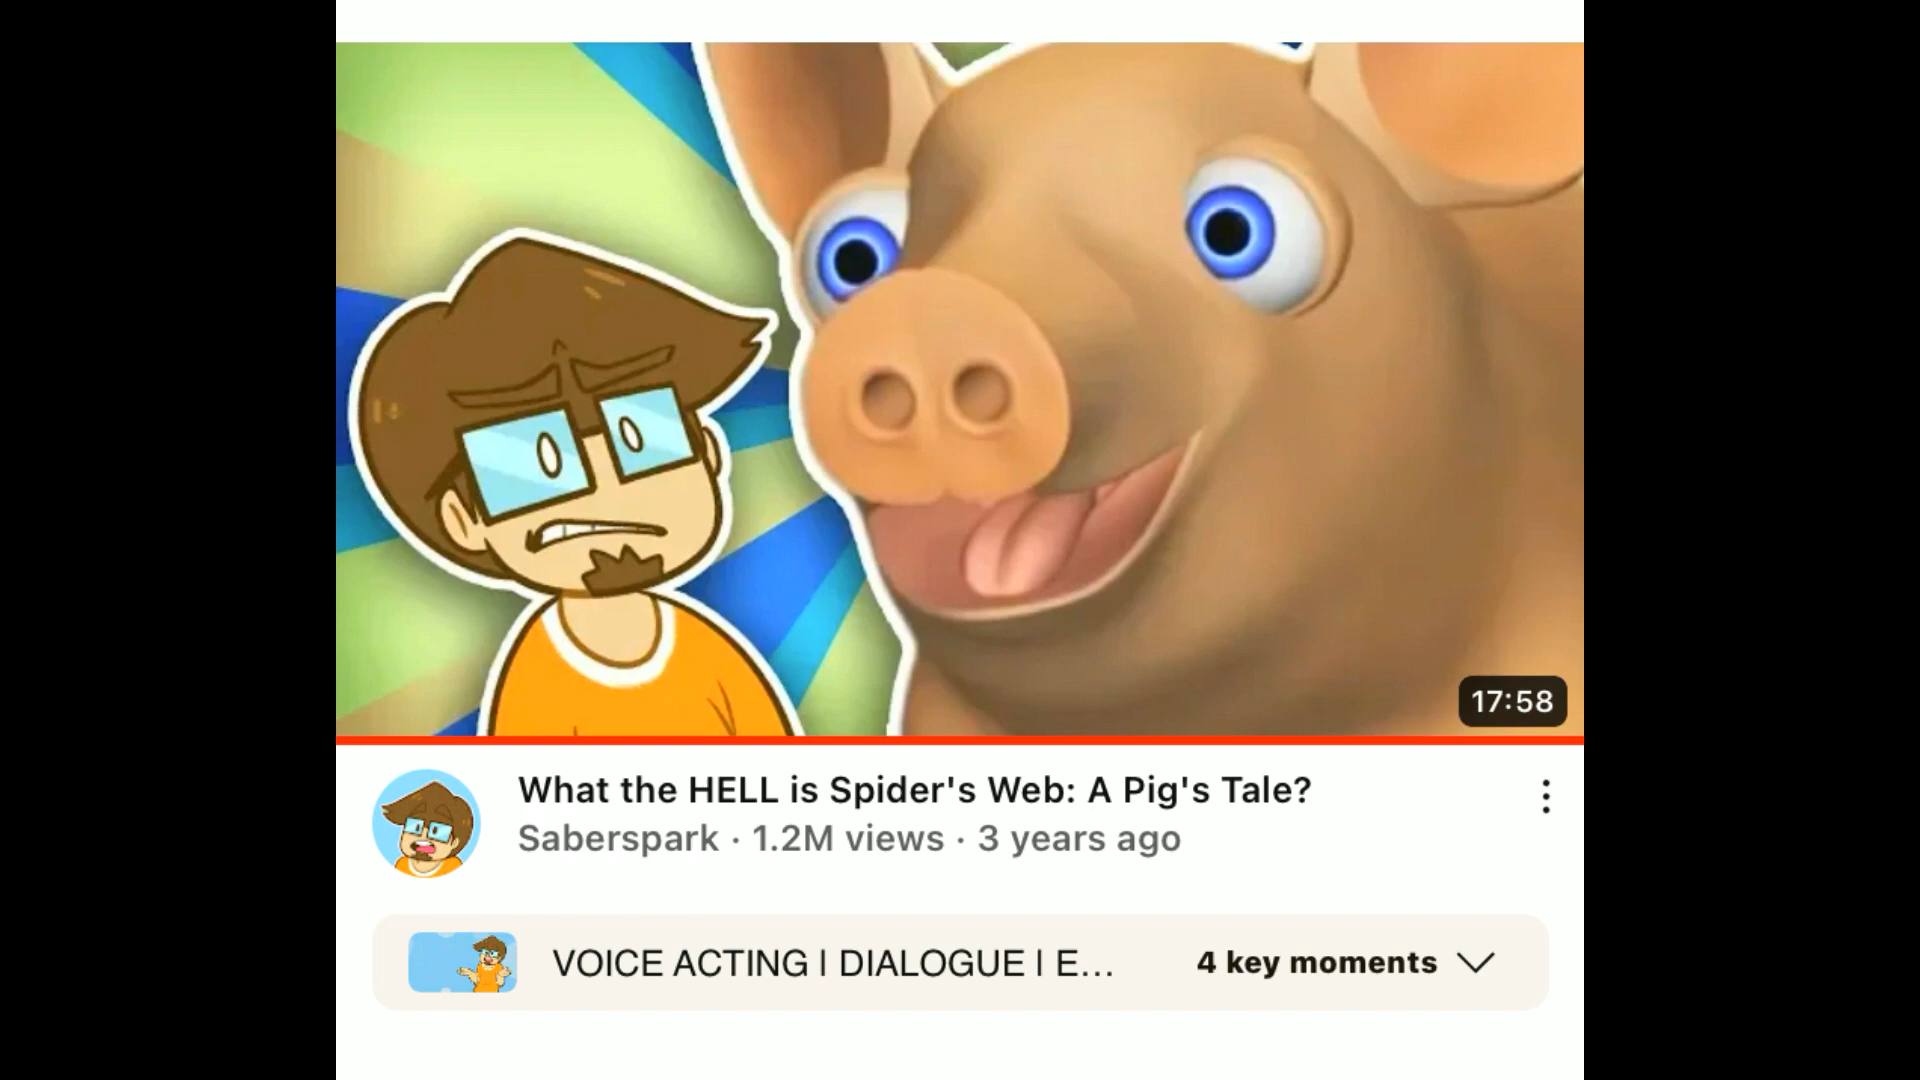 17:58
What the HELL is Spider's Web: A Pig's Tale?
Saberspark · 1.2M views · 3 years ago
VOICE ACTING | DIALOGUE | E... 4 key moments